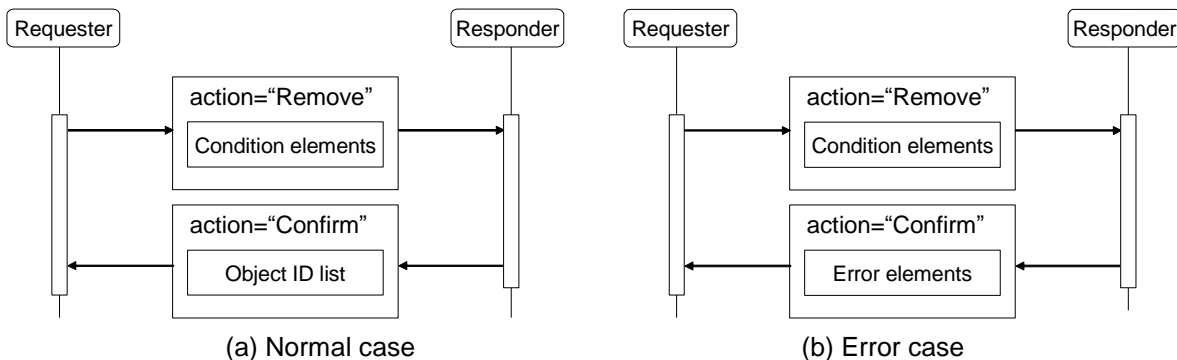 Requester
Responder
action=“Remove”
Condition elements
action=“Confirm”
Object ID list
(a) Normal case
Requester
Responder
action=“Remove”
Condition elements
action=“Confirm”
Error elements
(b) Error case